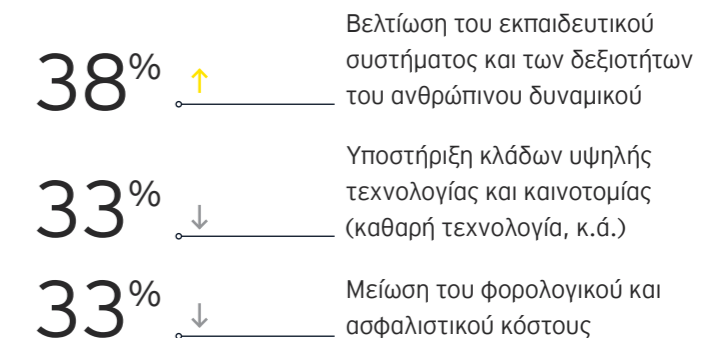 38% ↑
Βελτίωση του εκπαιδευτικού
συστήματος και των δεξιοτήτων
του ανθρώπινου δυναμικού
33% ↓
Υποστήριξη κλάδων υψηλής
τεχνολογίας και καινοτομίας
(καθαρή τεχνολογία, κ.ά.)
33% ↓
Μείωση του φορολογικού και
ασφαλιστικού κόστους